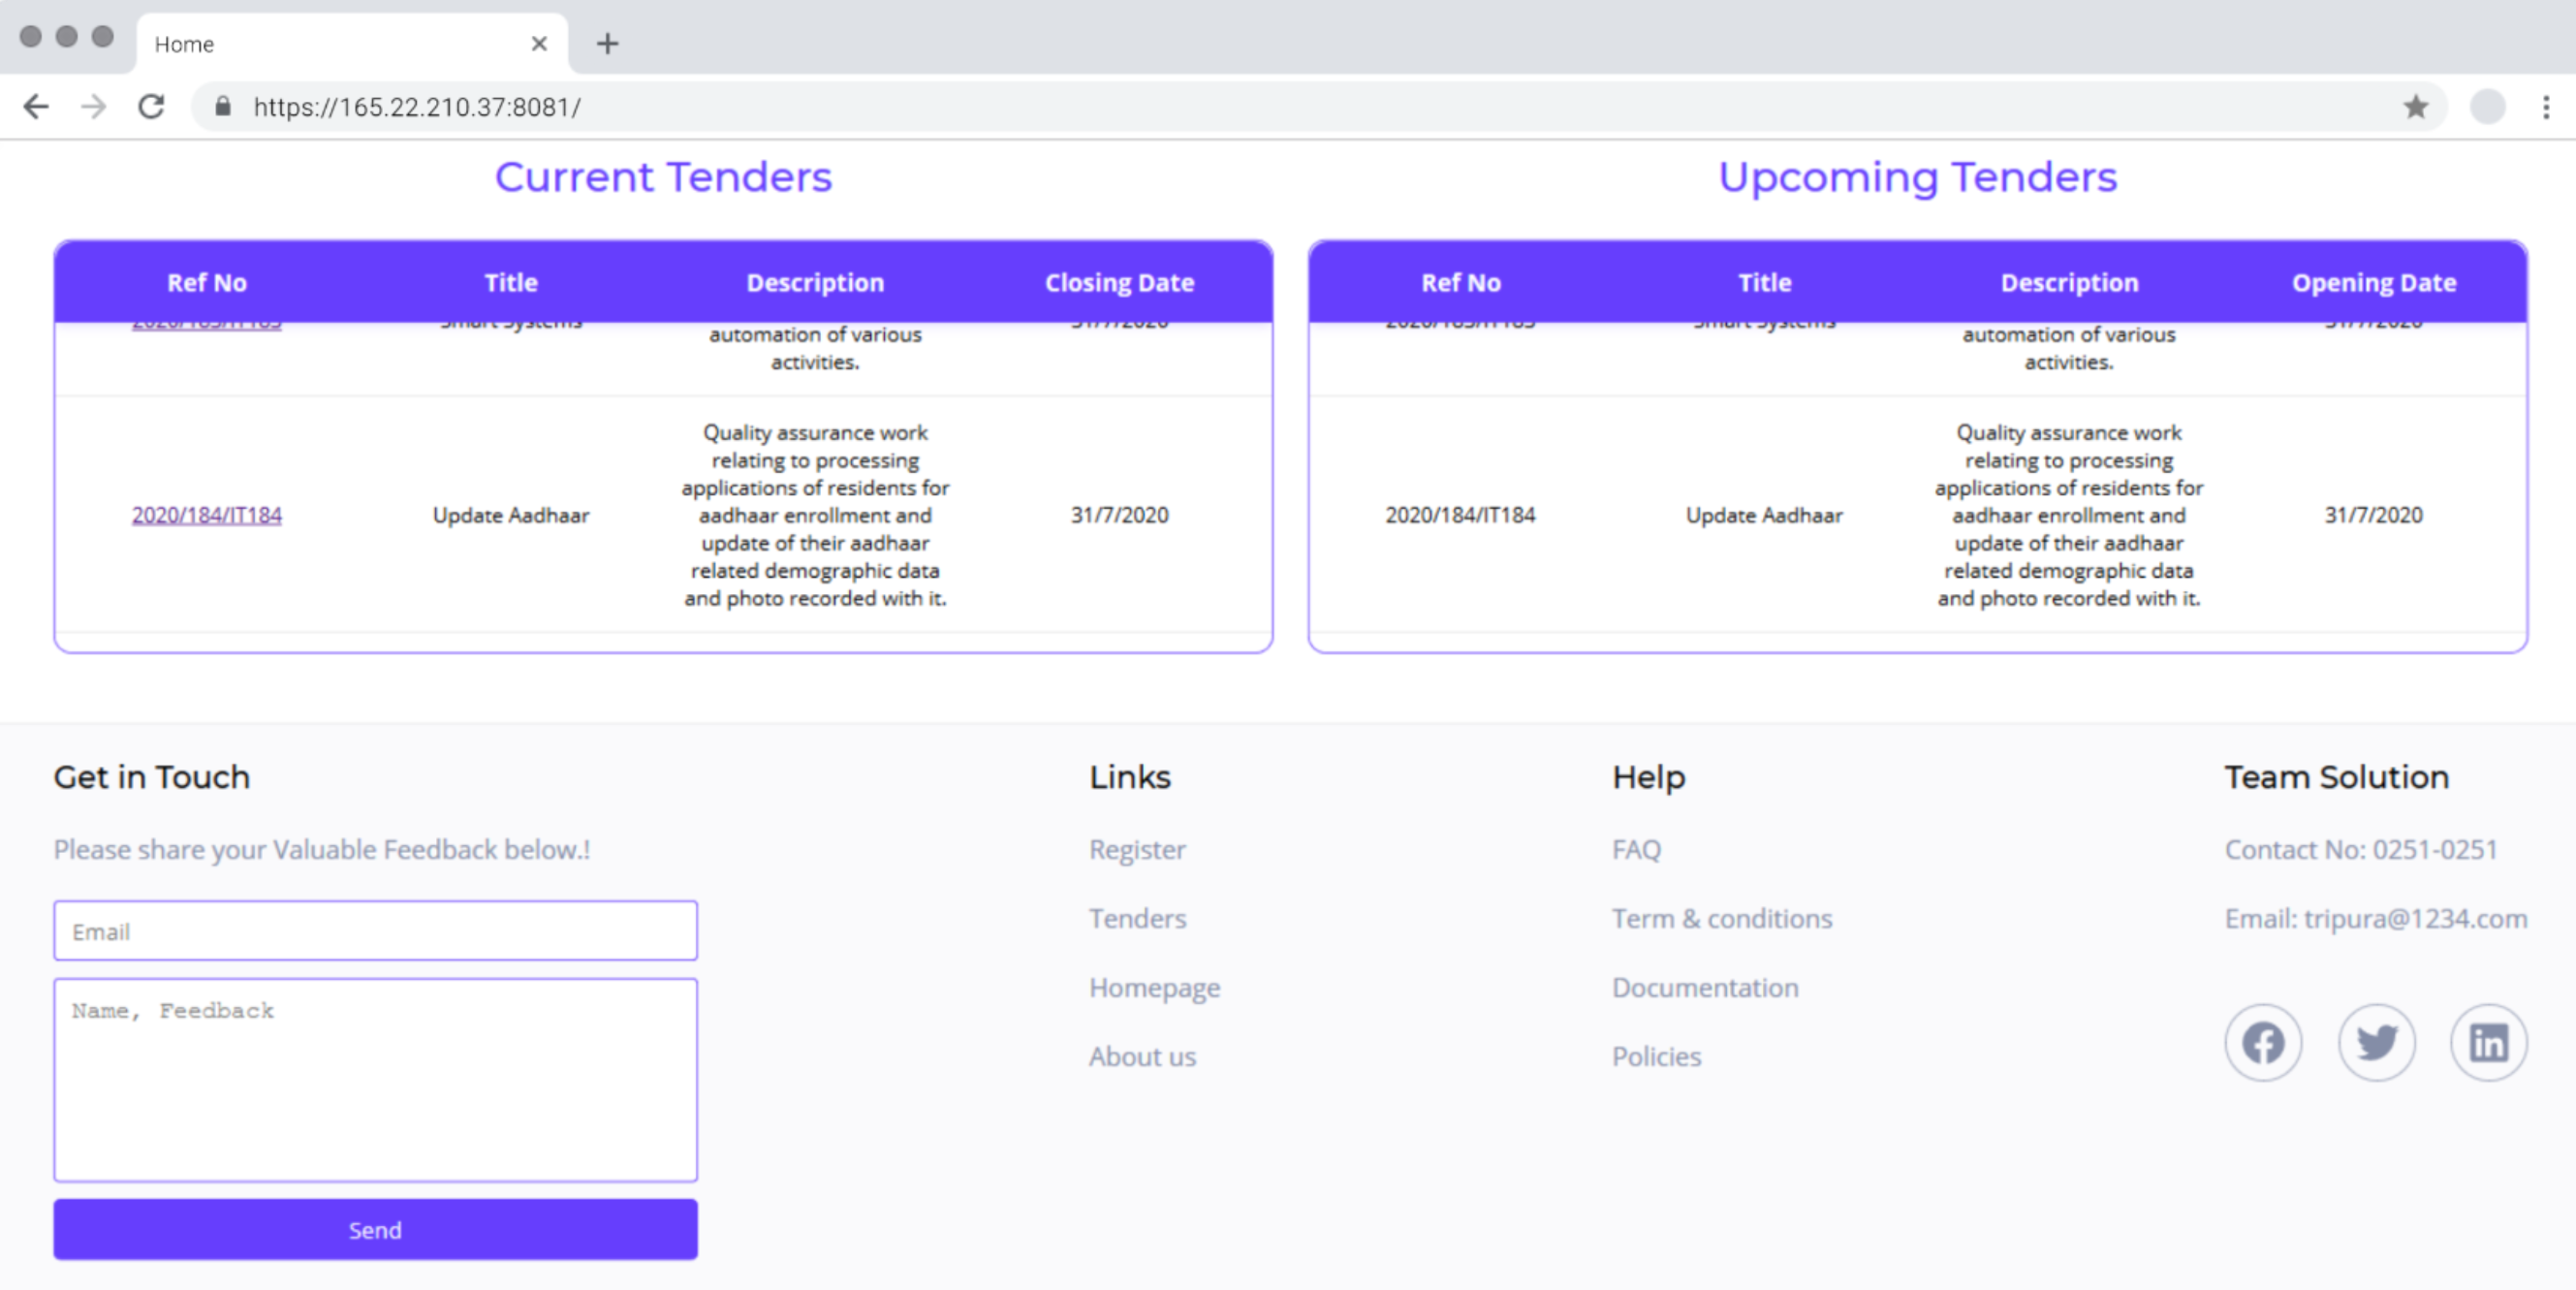 Home
https://165.22.210.37:8081/
Current Tenders
Ref No Title Description Closing Date
Smart Systems
automation of various
activities.
2020/184/IT184
Update Aadhaar
Quality assurance work
relating to processing
applications of residents for
aadhaar enrollment and
update of their aadhaar
related demographic data
and photo recorded with it.
31/7/2020
Upcoming Tenders
Ref No Title Description Opening Date
Smart Systems
automation of various
activities.
2020/184/IT184
Update Aadhaar
Quality assurance work
relating to processing
applications of residents for
aadhaar enrollment and
update of their aadhaar
related demographic data
and photo recorded with it.
31/7/2020
Get in Touch
Please share your Valuable Feedback below.!
Email
Name, Feedback
Send
Links
Register
Tenders
Homepage
About us
Help
FAQ
Term & conditions
Documentation
Policies
Team Solution
Contact No: 0251-0251
Email: tripura@1234.com
in